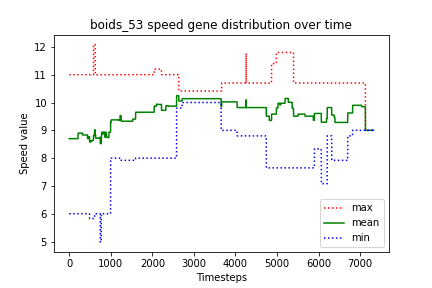 boids_53 speed gene distribution over time
Speed value
12
11
10
9
8
7
6
5
0 1000 2000 3000 4000 5000 6000 7000
Timesteps
max
mean
min